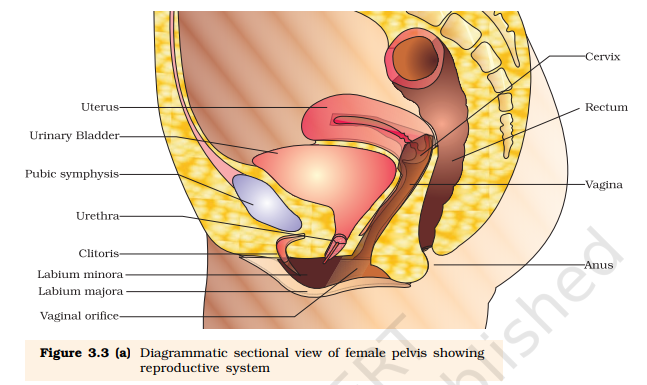 Cervix
Uterus
Rectum
Urinary Bladder
Pubic symphysis
Vagina
Urethra
Clitoris
Anus
Labium minora
Labium majora
Vaginal orifice
Figure 3.3 (a) Diagrammatic sectional view of female pelvis showing
reproductive system